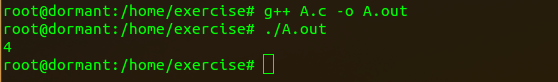 root@dormant:/home/exercise# g++ A.c -o A.out
root@dormant:/home/exercise# ./A.out
4
root@dormant:/home/exercise#